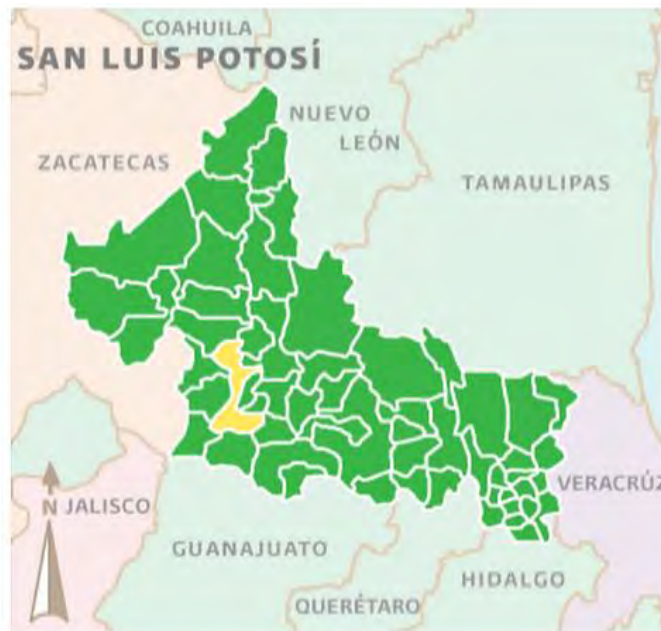 COAHUILA
SAN LUIS POTOSÍ
NUEVO
LEÓN
ZACATECAS
TAMAULIPAS
VERACRÚZ
N JALISCO
GUANAJUATO
HIDALGO
QUERÉTARO